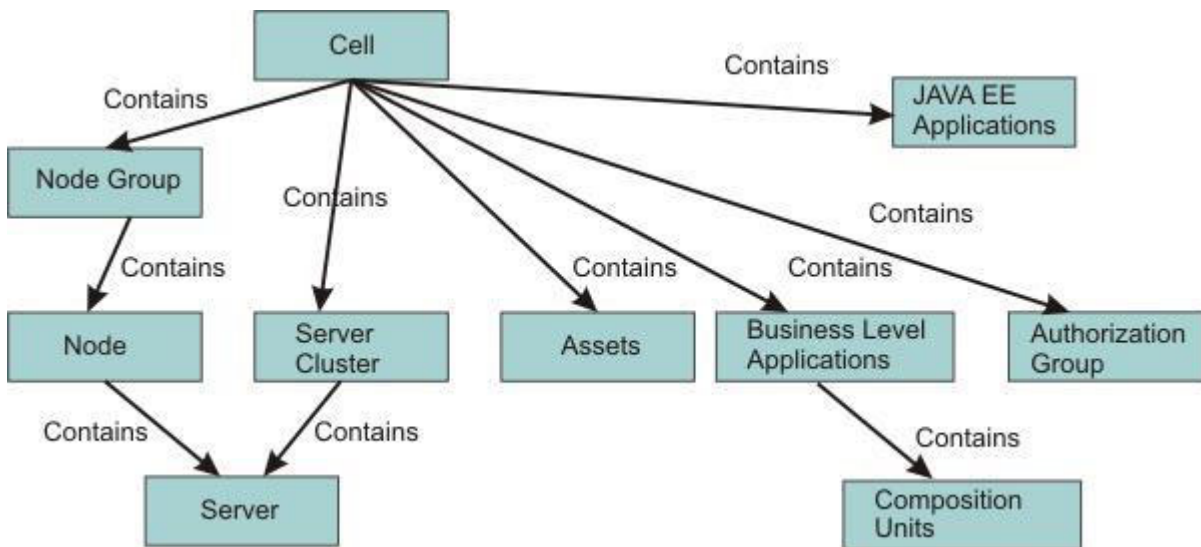 Cell
Contains
Contains
JAVA EE
Applications
Node Group
Contains
Contains
Contains
Contains
Contains
Node
Server
Cluster
Assets
Business Level
Applications
Authorization
Group
Contains
Contains
Contains
Server
Composition
Units